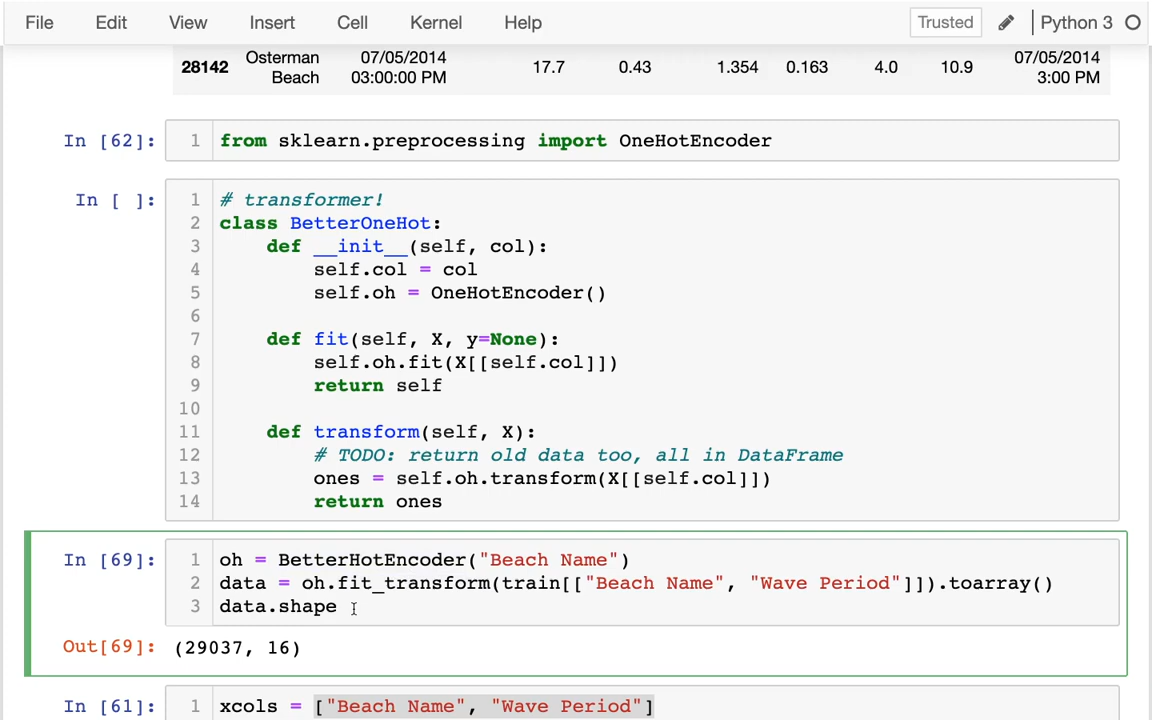 File Edit View Insert Cell Kernel Help Trusted Python 3
28142 Osterman Beach 07/05/2014 03:00:00 PM 17.7 0.43 1.354 0.163 4.0 10.9 07/05/2014 3:00 PM
In [62]: 1 from sklearn.preprocessing import OneHotEncoder
In [ ]: 1 # transformer!
2 class BetterOneHot:
3     def __init__(self, col):
4         self.col = col
5         self.oh = OneHotEncoder()
6
7     def fit(self, X, y=None):
8         self.oh.fit(X[[self.col]])
9         return self
10
11     def transform(self, X):
12         # TODO: return old data too, all in DataFrame
13         ones = self.oh.transform(X[[self.col]])
14         return ones
In [69]: 1 oh = BetterHotEncoder("Beach Name")
2 data = oh.fit_transform(train[["Beach Name", "Wave Period"]]).toarray()
3 data.shape
Out[69]: (29037, 16)
In [61]: 1 xcols = ["Beach Name", "Wave Period"]